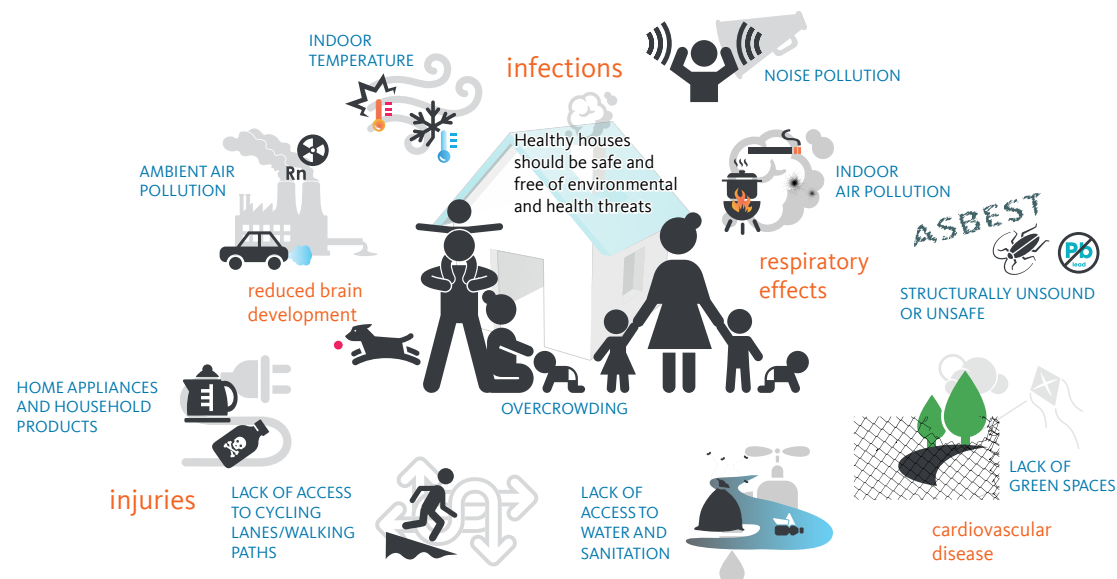 INDOOR
TEMPERATURE
infections
NOISE POLLUTION
Healthy houses
should be safe and
free of environmental
and health threats
Rn
AMBIENT AIR
POLLUTION
INDOOR
AIR POLLUTION
ASBEST
Pb
lead
respiratory
effects
STRUCTURALLY UNSOUND
OR UNSAFE
reduced brain
development
HOME APPLIANCES
AND HOUSEHOLD
PRODUCTS
OVERCROWDING
injuries
LACK OF ACCESS
TO CYCLING
LANES/WALKING
PATHS
LACK OF
ACCESS TO
WATER AND
SANITATION
LACK OF
GREEN SPACES
cardiovascular
disease